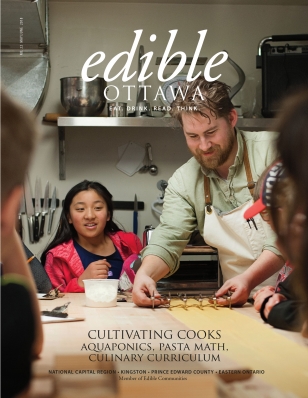 edible
OTTAWA
EAT. DRINK. READ. THINK.
CULTIVATING COOKS
AQUAPONICS, PASTA MATH,
CULINARY CURRICULUM
NATIONAL CAPITAL REGION • KINGSTON • PRINCE EDWARD COUNTY • EASTERN ONTARIO
Member of Edible Communities